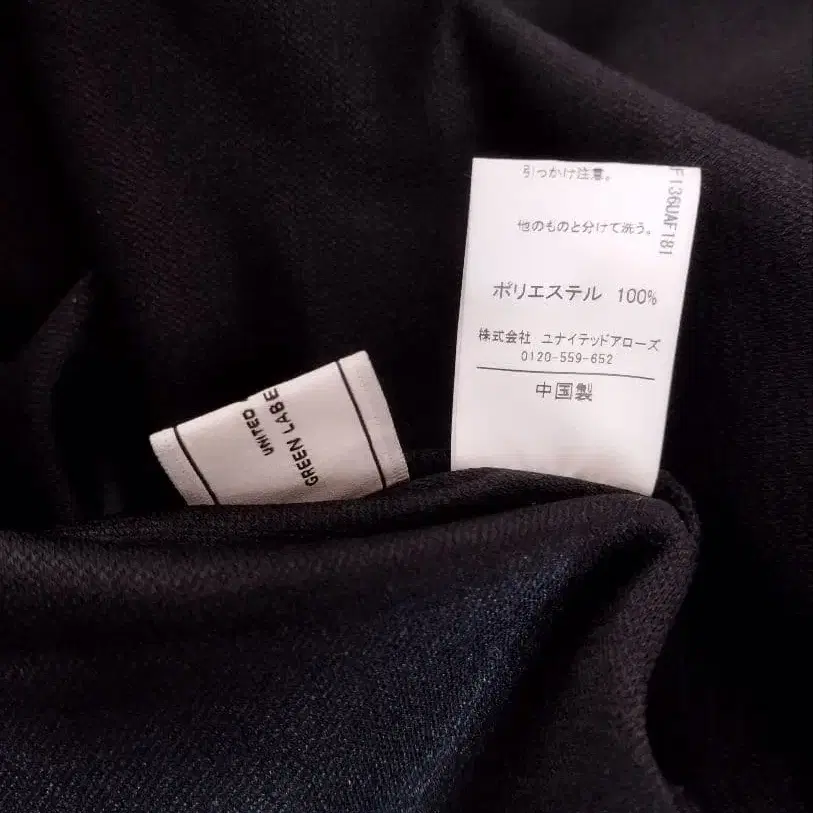 引っかけ注意。
他のものと分けて洗う。
ポリエステル 100%
株式会社 ユナイテッドアローズ
0120-559-652
中国製
F136UAF181
UNITED
GREEN LABE